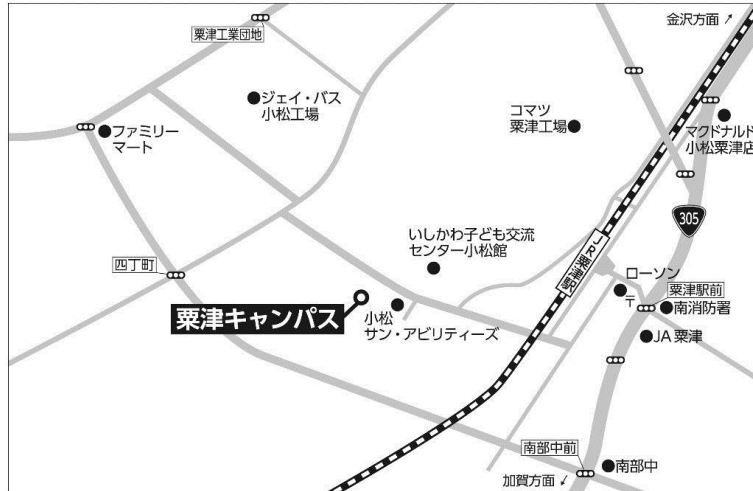 金沢方面↗
粟津工業団地
ジェイ・バス
小松工場
コマツ
粟津工場
ファミリー
マート
マクドナルド
小松粟津店
305
いしかわ子ども交流
センター小松館
JR粟津駅
四丁町
ローソン
〒
粟津駅前
南消防署
粟津キャンパス
小松
サン・アビリティーズ
JA粟津
南部中前
南部中
加賀方面↙